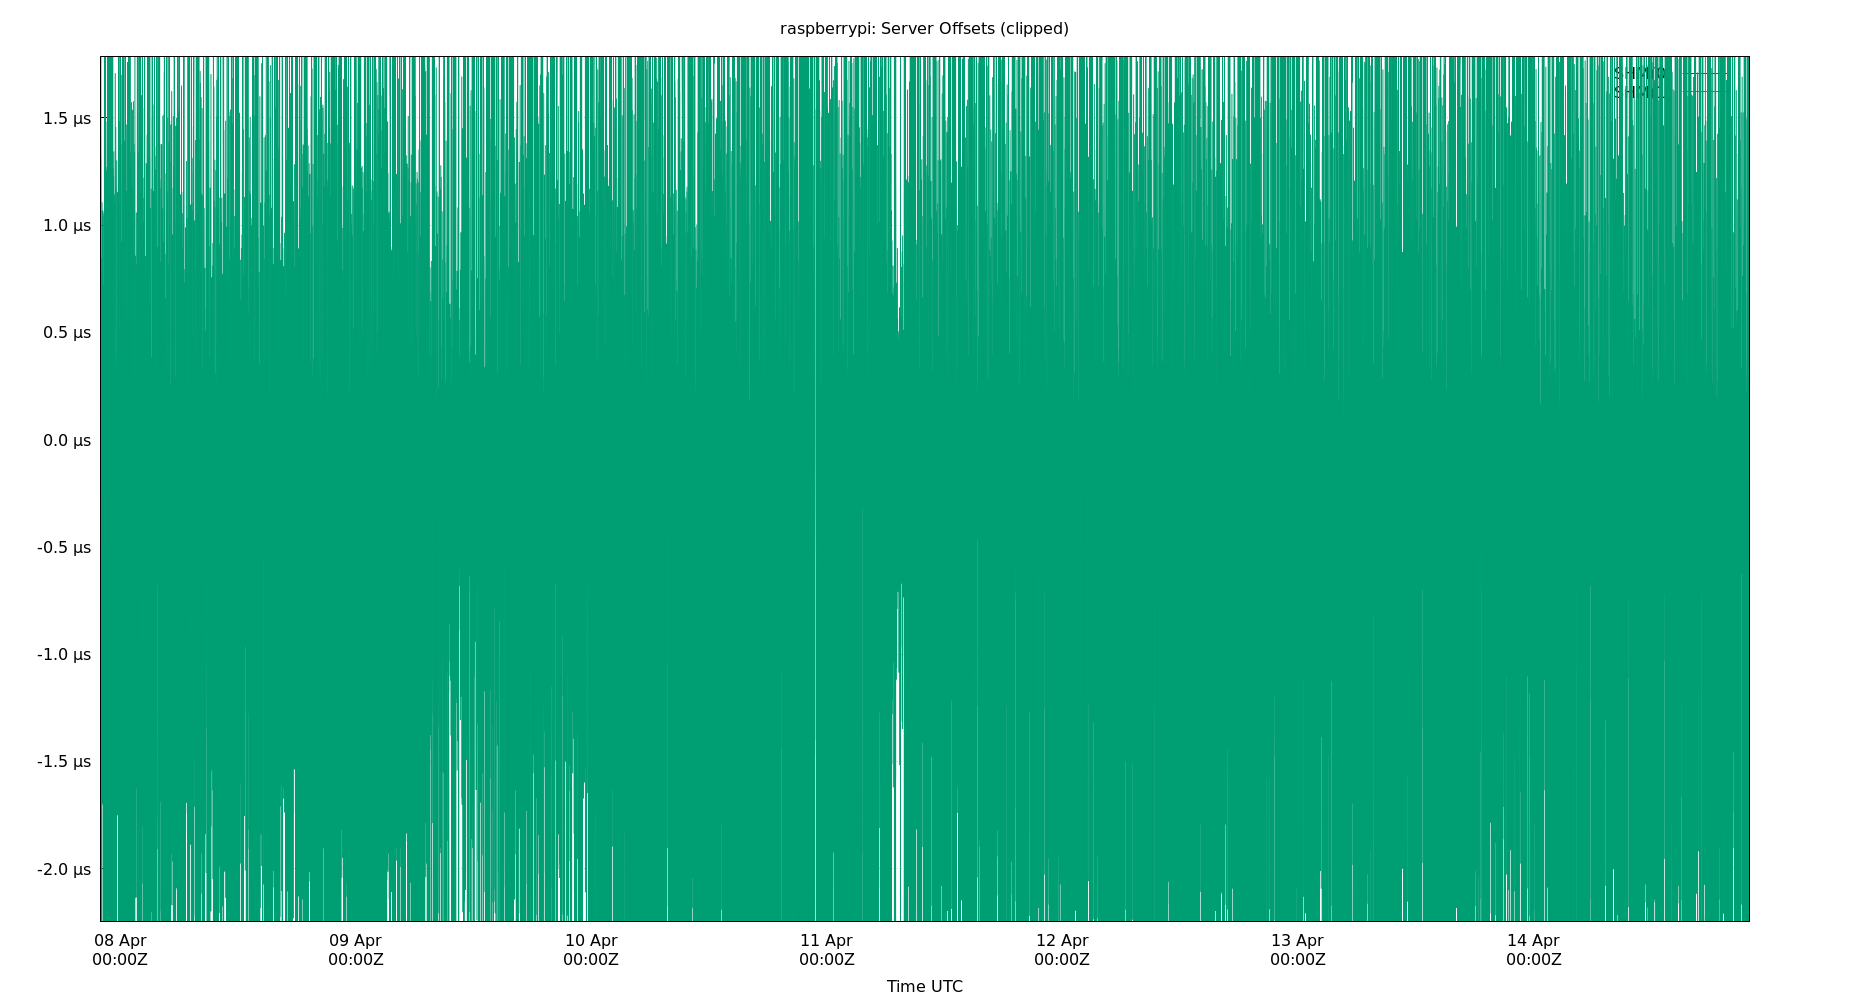 raspberrypi: Server Offsets (clipped)
1.5 µs
1.0 µs
0.5 µs
0.0 µs
-0.5 µs
-1.0 µs
-1.5 µs
-2.0 µs
08 Apr
00:00Z
09 Apr
00:00Z
10 Apr
00:00Z
11 Apr
00:00Z
12 Apr
00:00Z
13 Apr
00:00Z
14 Apr
00:00Z
Time UTC